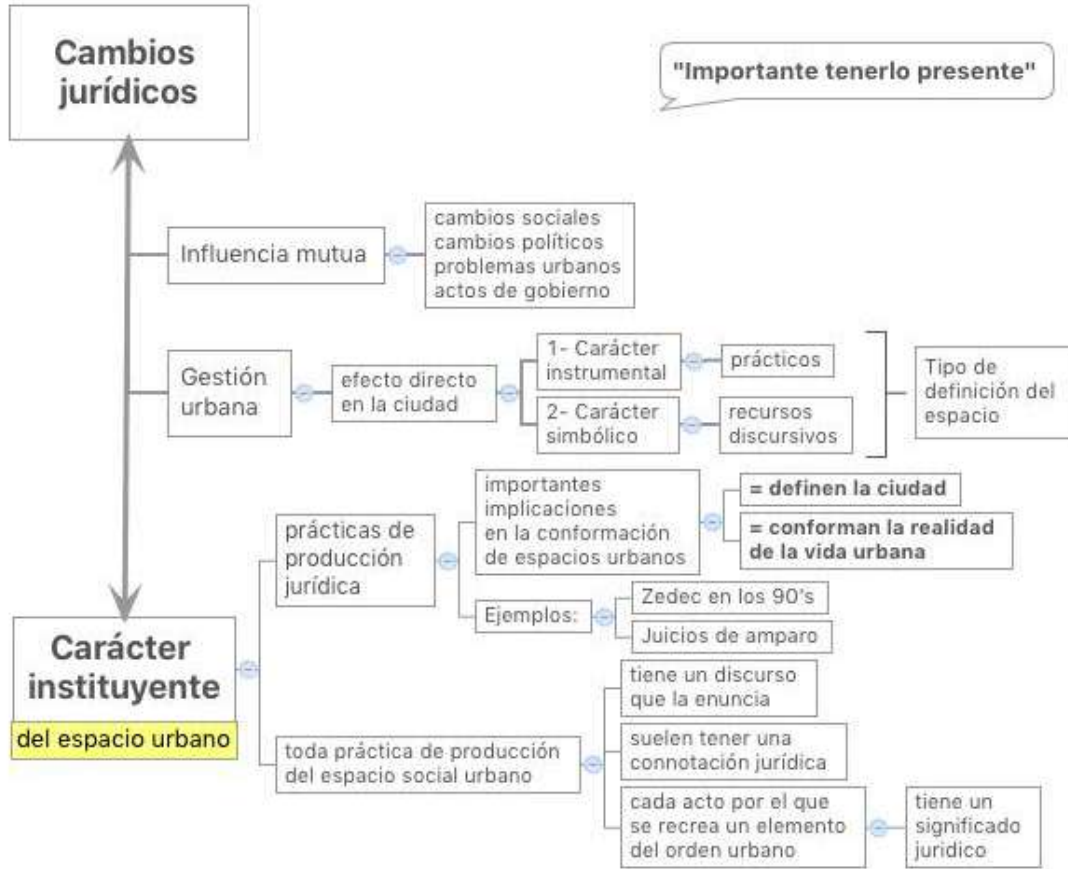 Cambios
jurídicos
"Importante tenerlo presente"
Influencia mutua
cambios sociales
cambios políticos
problemas urbanos
actos de gobierno
Gestión
urbana
efecto directo
en la ciudad
1- Carácter
instrumental
prácticos
2- Carácter
simbólico
recursos
discursivos
Tipo de
definición del
espacio
Carácter
instituyente
del espacio urbano
prácticas de
producción
jurídica
importantes
implicaciones
en la conformación
de espacios urbanos
= definen la ciudad
= conforman la realidad
de la vida urbana
Ejemplos:
Zedec en los 90's
Juicios de amparo
toda práctica de producción
del espacio social urbano
tiene un discurso
que la enuncia
suelen tener una
connotación jurídica
cada acto por el que
se recrea un elemento
del orden urbano
tiene un
significado
juridico